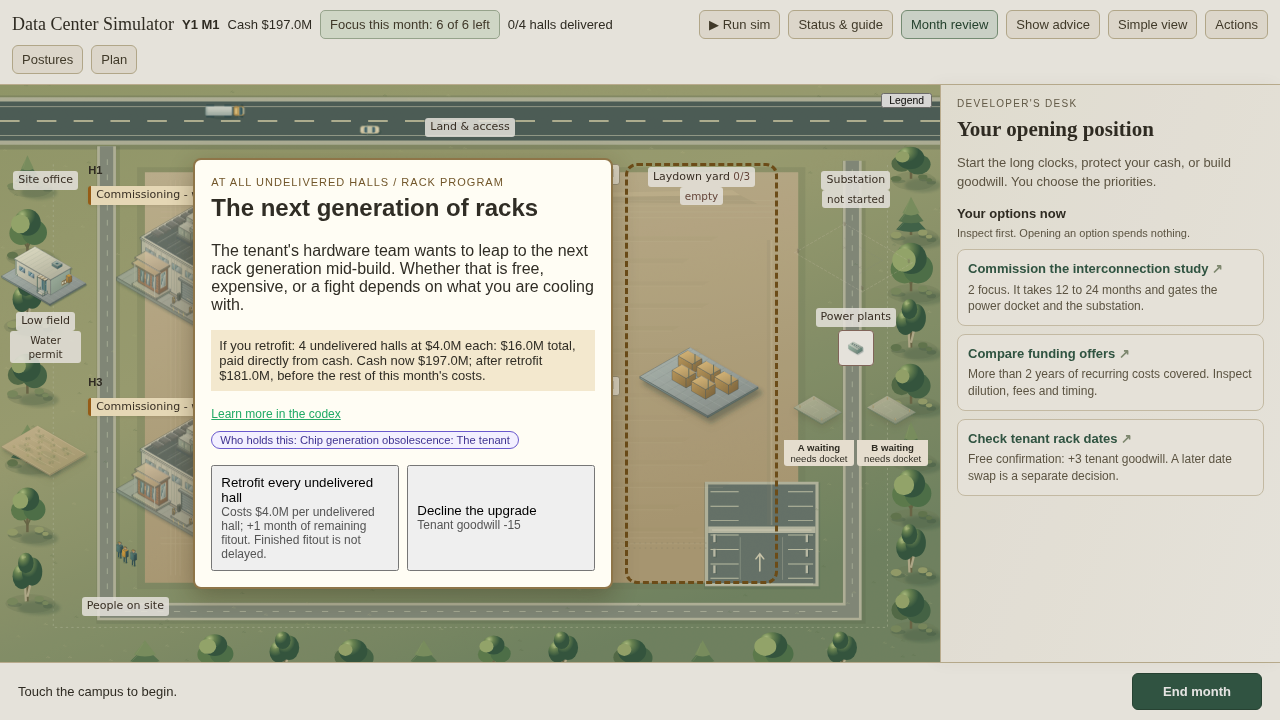 Data Center Simulator Y1 M1 Cash $197.0M Focus this month: 6 of 6 left 0/4 halls delivered ▶ Run sim Status & guide Month review Show advice Simple view Actions
Postures Plan
Legend
Land & access
Site office
H1
Commissioning -
Low field
Water
permit
H3
Commissioning -
People on site
Laydown yard 0/3
empty
Substation
not started
Power plants
A waiting
needs docket
B waiting
needs docket
AT ALL UNDELIVERED HALLS / RACK PROGRAM
The next generation of racks
The tenant's hardware team wants to leap to the next
rack generation mid-build. Whether that is free,
expensive, or a fight depends on what you are cooling
with.
If you retrofit: 4 undelivered halls at $4.0M each: $16.0M total,
paid directly from cash. Cash now $197.0M; after retrofit
$181.0M, before the rest of this month's costs.
Learn more in the codex
Who holds this: Chip generation obsolescence: The tenant
Retrofit every undelivered
hall
Costs $4.0M per undelivered
hall; +1 month of remaining
fitout. Finished fitout is not
delayed.
Decline the upgrade
Tenant goodwill -15
DEVELOPER'S DESK
Your opening position
Start the long clocks, protect your cash, or build
goodwill. You choose the priorities.
Your options now
Inspect first. Opening an option spends nothing.
Commission the interconnection study ↗
2 focus. It takes 12 to 24 months and gates the
power docket and the substation.
Compare funding offers ↗
More than 2 years of recurring costs covered. Inspect
dilution, fees and timing.
Check tenant rack dates ↗
Free confirmation: +3 tenant goodwill. A later date
swap is a separate decision.
Touch the campus to begin.
End month